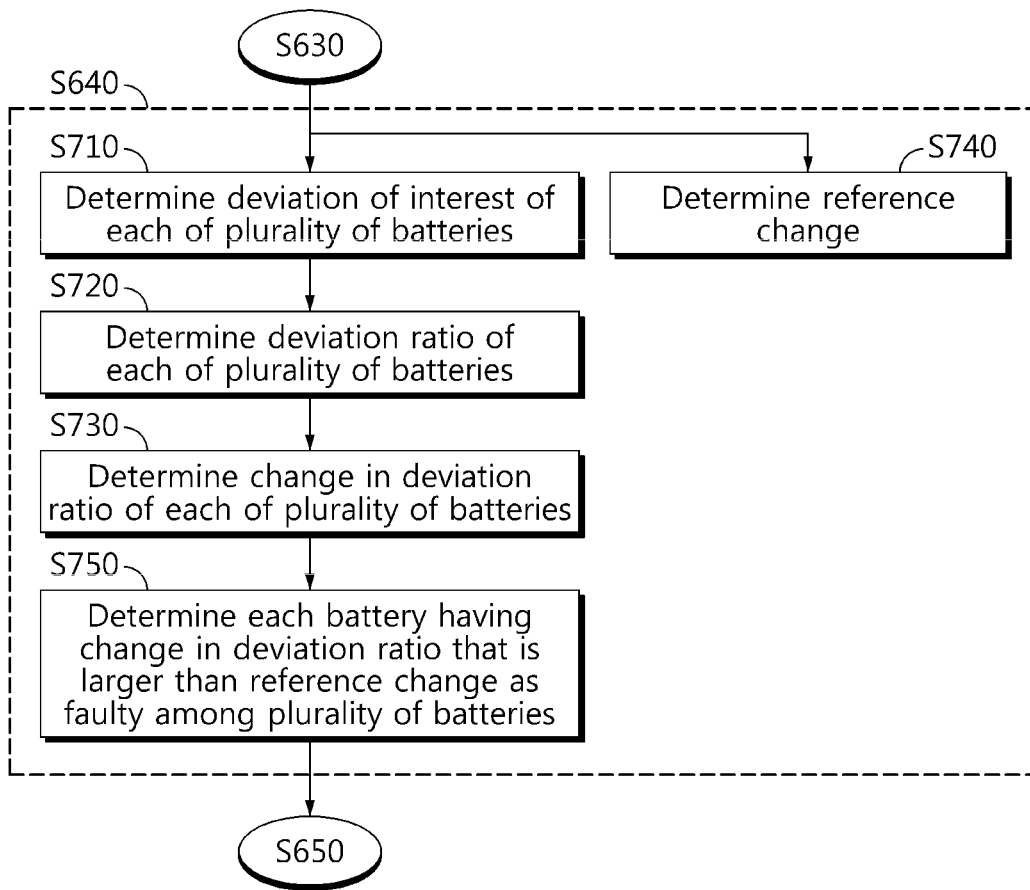 S630
S640
S710
Determine deviation of interest of
each of plurality of batteries
S740
Determine reference
change
S720
Determine deviation ratio of
each of plurality of batteries
S730
Determine change in deviation
ratio of each of plurality of batteries
S750
Determine each battery having
change in deviation ratio that is
larger than reference change as
faulty among plurality of batteries
S650